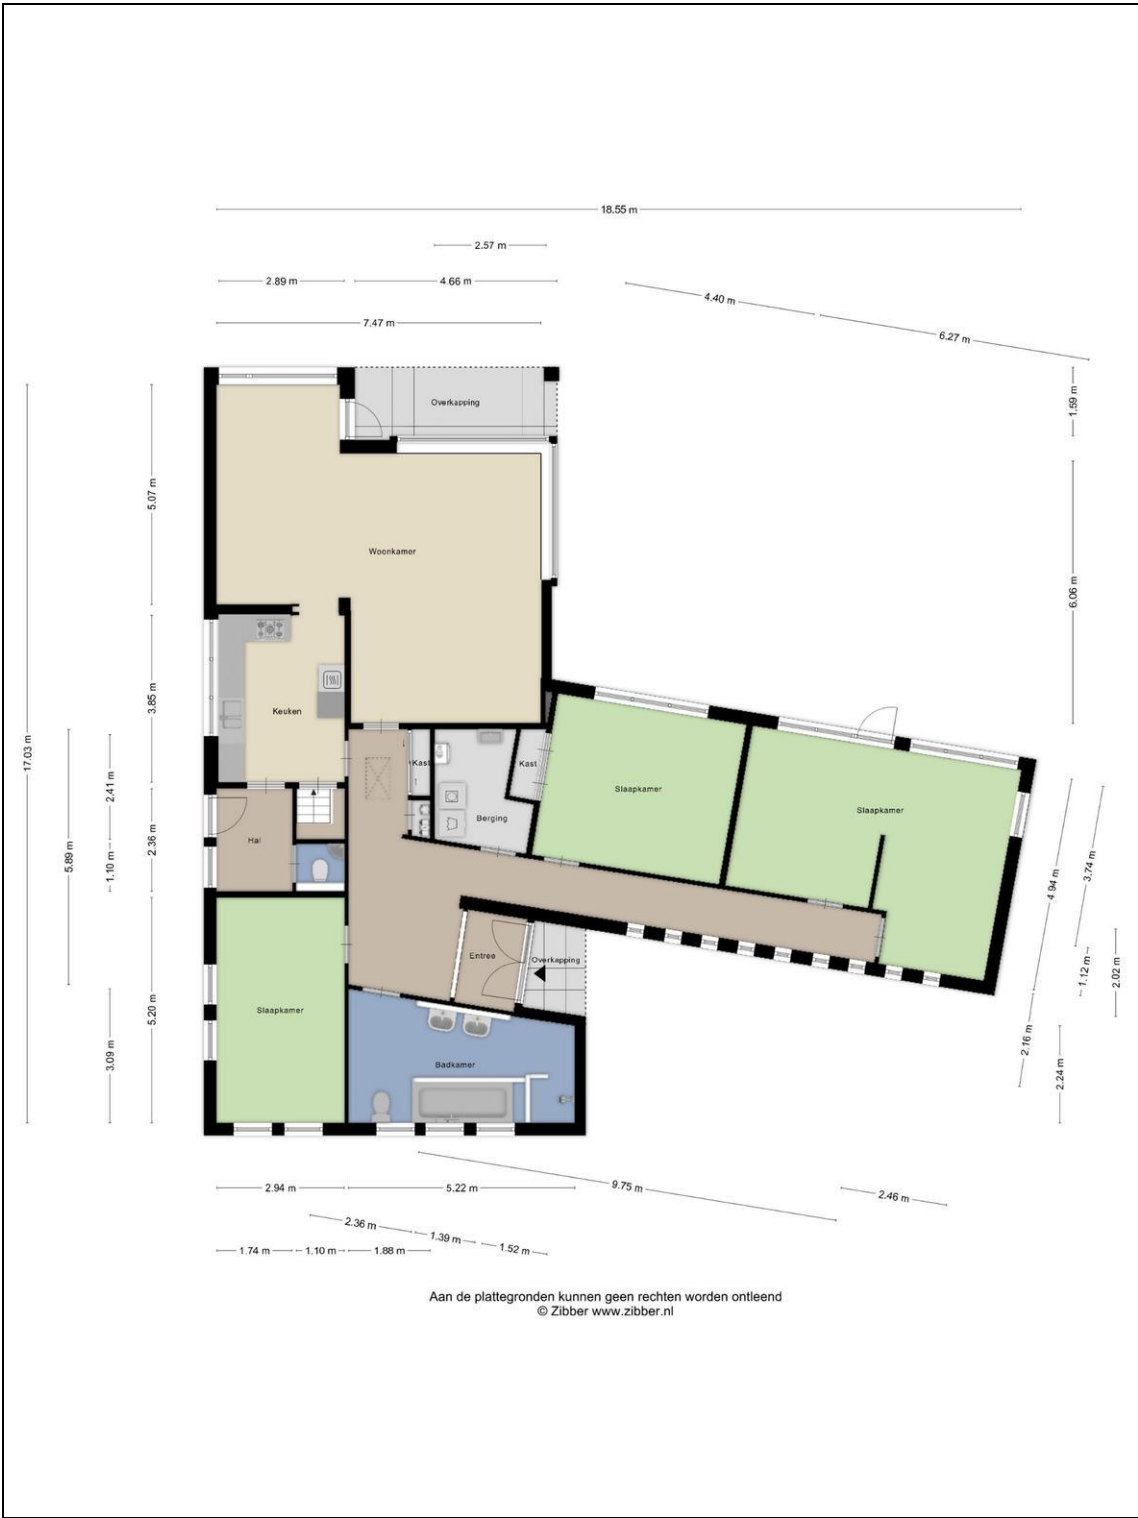 18.55 m
2.57 m
2.89 m
4.66 m
4.40 m
7.47 m
6.27 m
Overkapping
1.59 m
5.07 m
Woonkamer
6.06 m
Keuken
3.85 m
17.03 m
Kast
Kast
Slaapkamer
Slaapkamer
Berging
2.41 m
2.36 m
Hal
5.89 m
1.10 m
4.94 m
3.74 m
Entree
Overkapping
1.12 m
2.02 m
Slaapkamer
5.20 m
2.16 m
Badkamer
3.09 m
2.24 m
2.94 m
5.22 m
9.75 m
2.46 m
2.36 m
1.39 m
1.52 m
1.74 m
1.10 m
1.88 m
Aan de plattegronden kunnen geen rechten worden ontleend
© Zibber www.zibber.nl